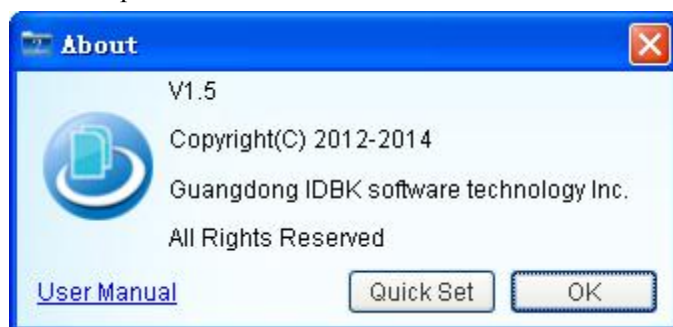 About
V1.5
Copyright(C) 2012-2014
Guangdong IDBK software technology Inc.
All Rights Reserved
User Manual Quick Set OK